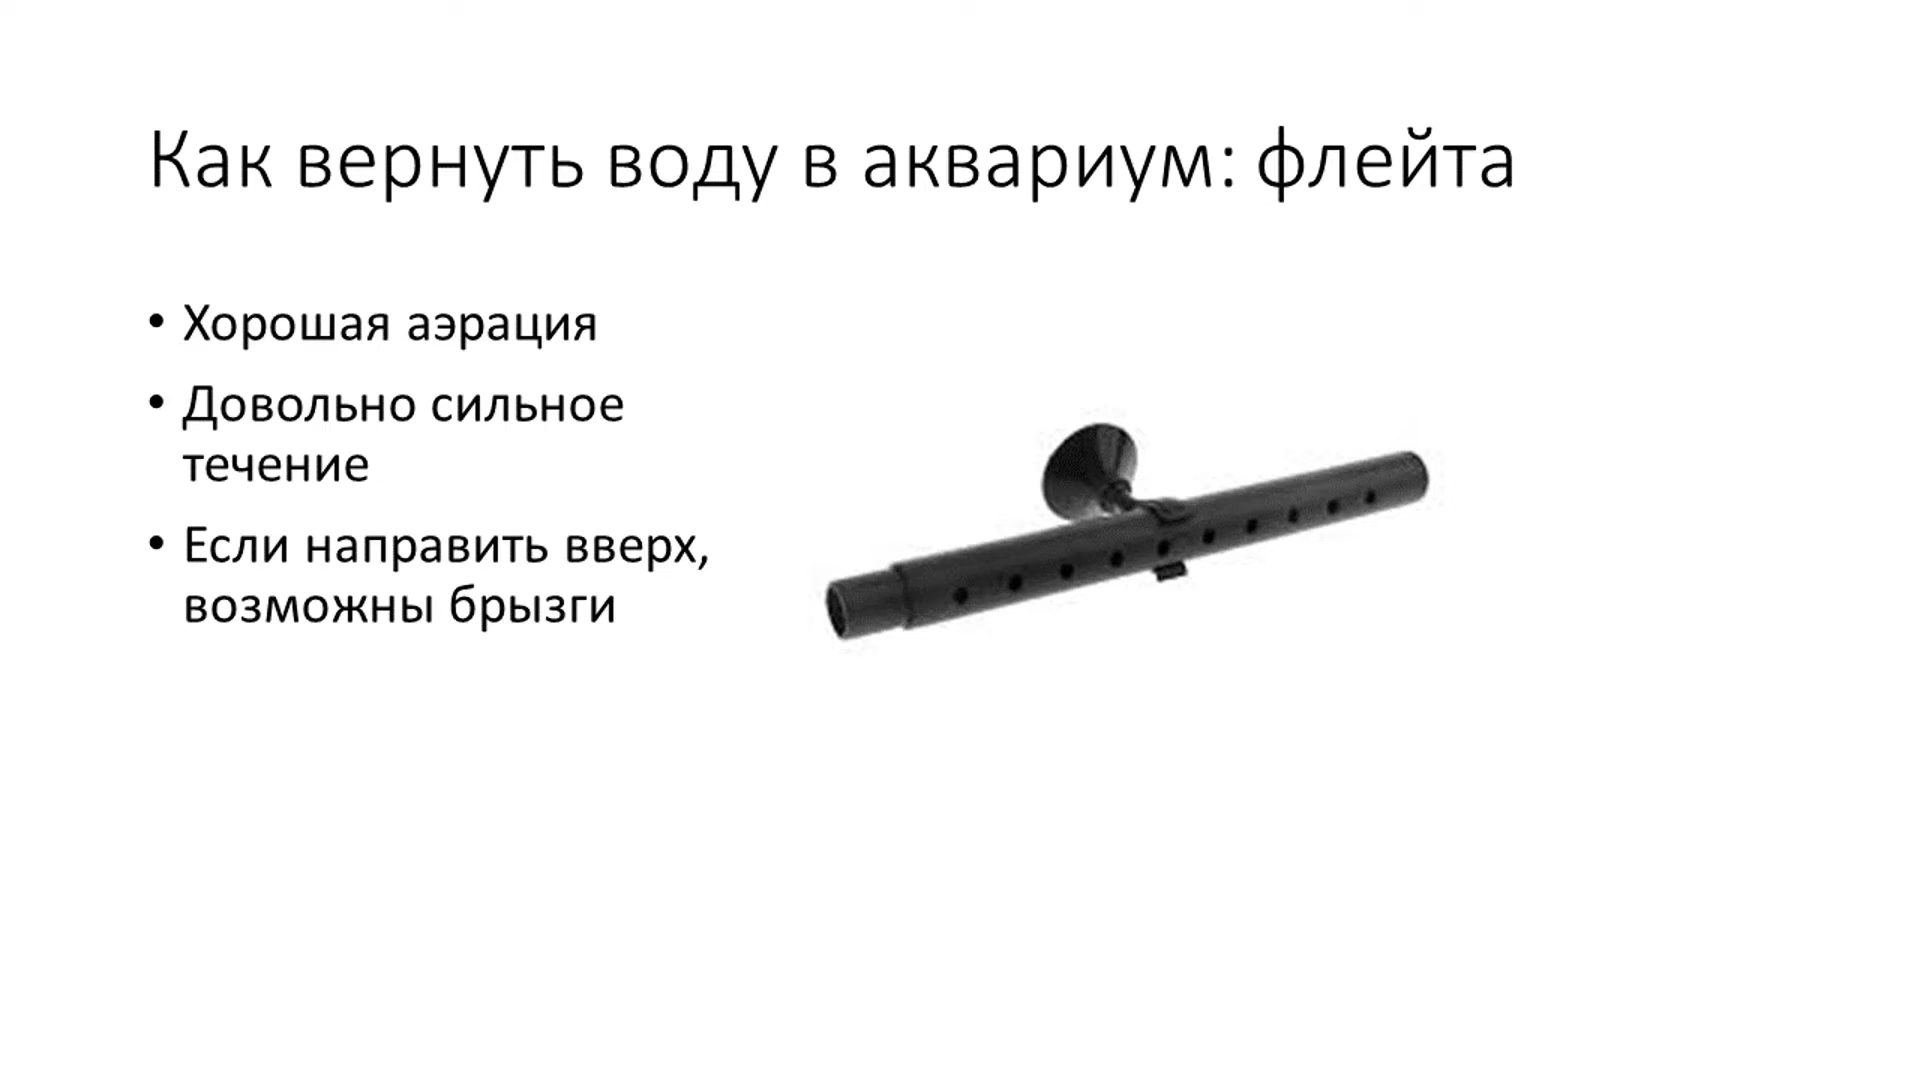 Как вернуть воду в аквариум: флейта
• Хорошая аэрация
• Довольно сильное
течение
• Если направить вверх,
возможны брызги